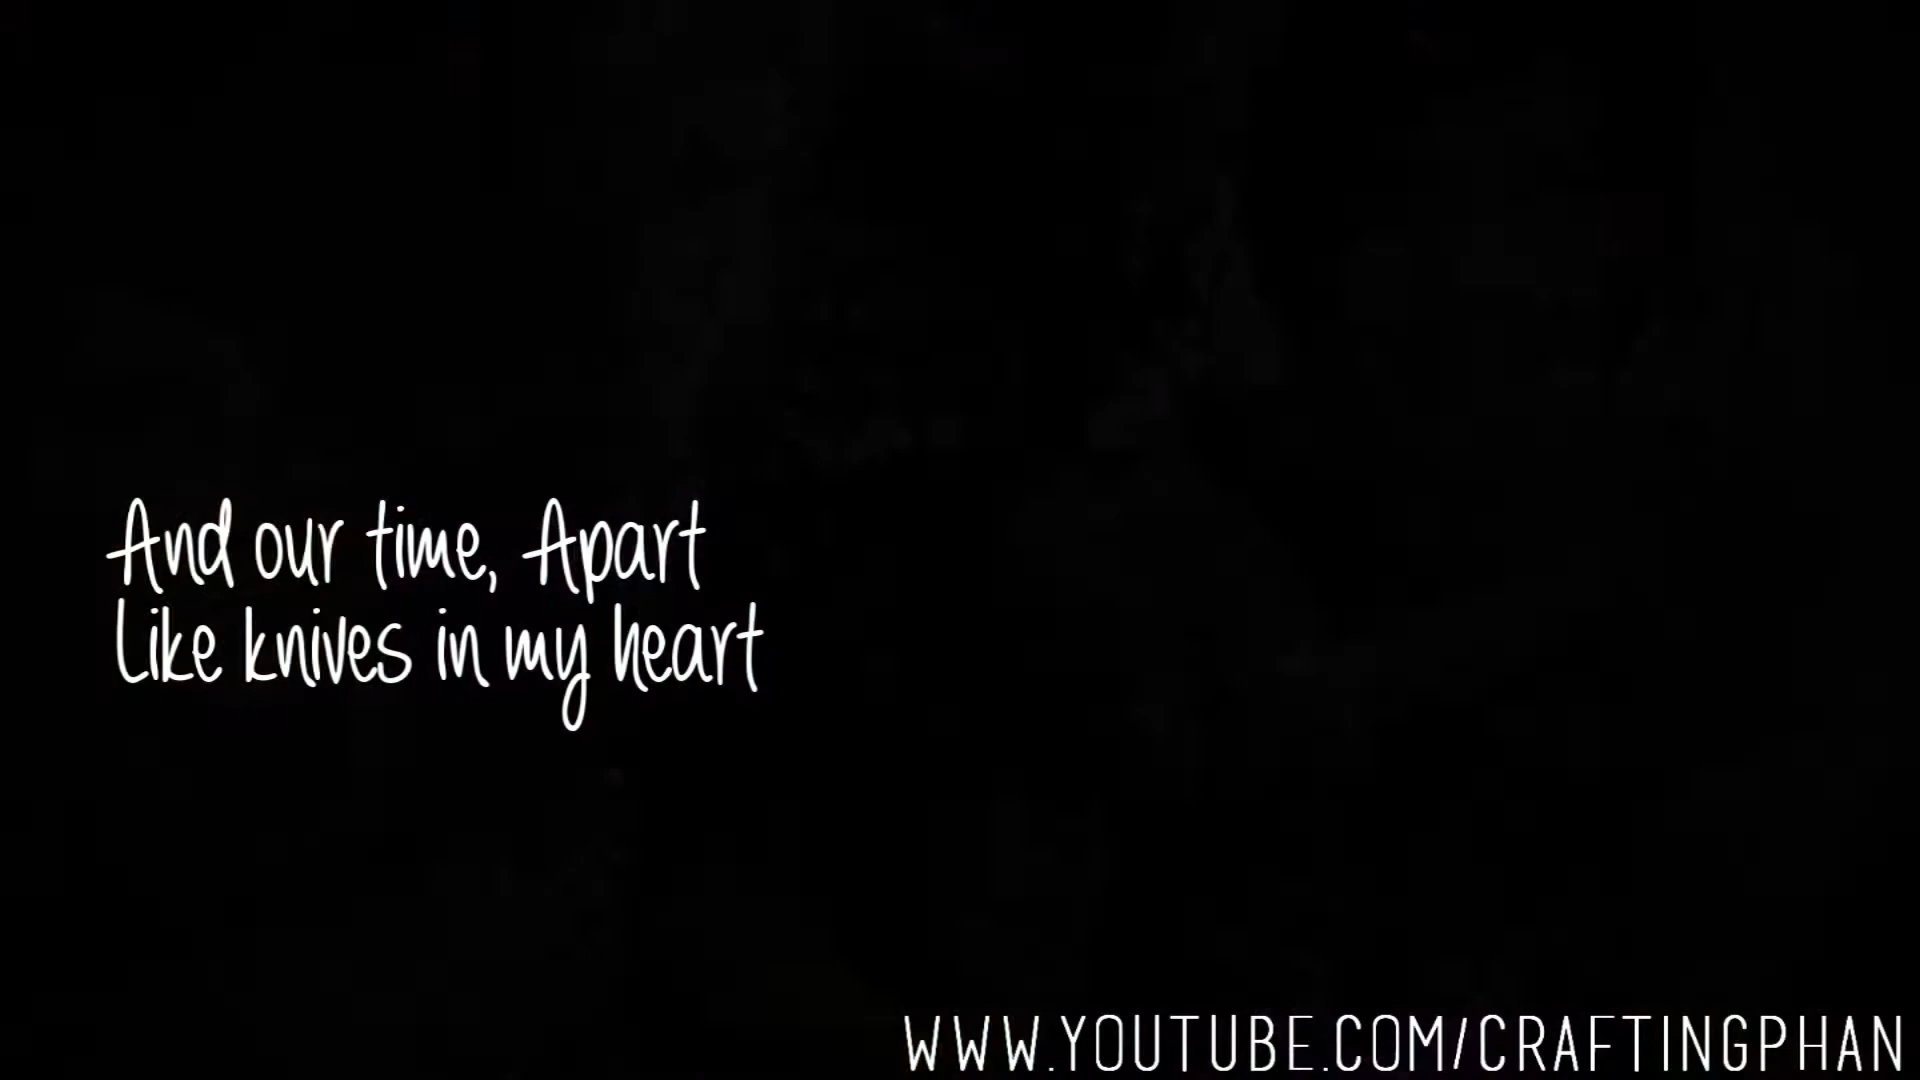 And our time, Apart
Like knives in my heart
WWW.YOUTUBE.COM/CRAFTINGPHAN